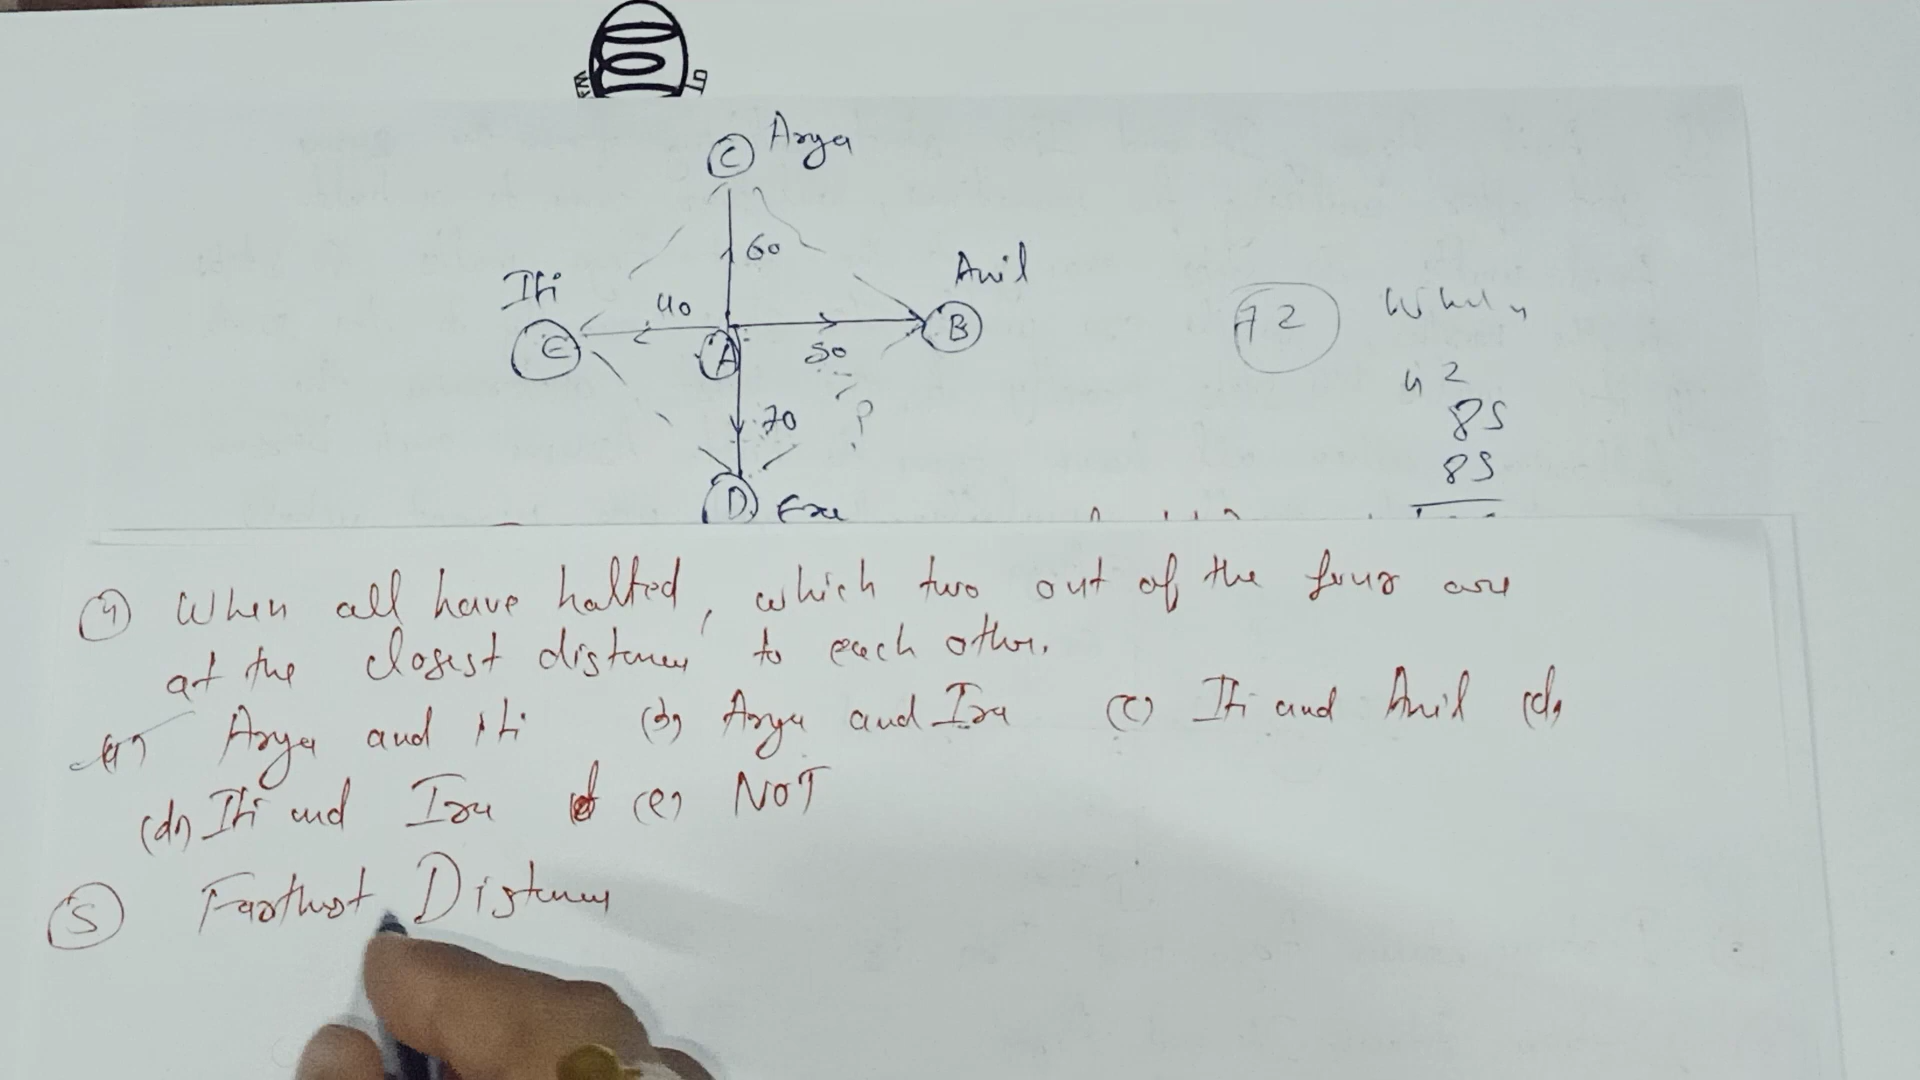 C Arya
60
Iti
40
Anil
E
A
50
B
?
70
D
72
42
85
85
4 When all have halted, which two out of the four are
at the closest distance to each other.
(a) Arya and iti (b) Arya and Ira (c) Iti and Anil (d)
(d) Iti and Ira (e) NOT
5 Farthest Distance